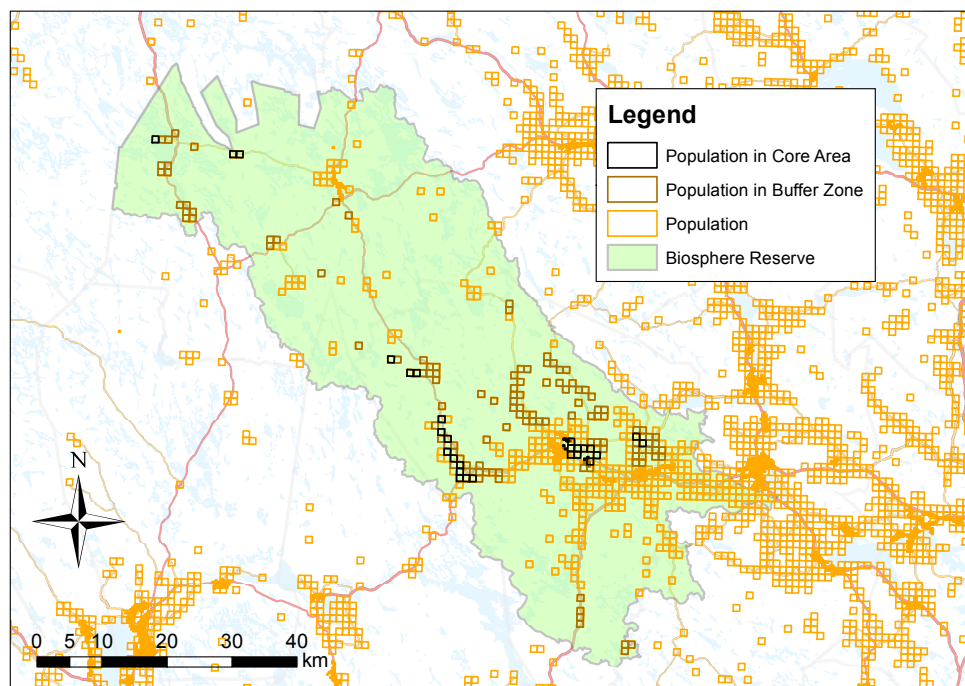 Legend
Population in Core Area
Population in Buffer Zone
Population
Biosphere Reserve
N
0 5 10 20 30 40
km